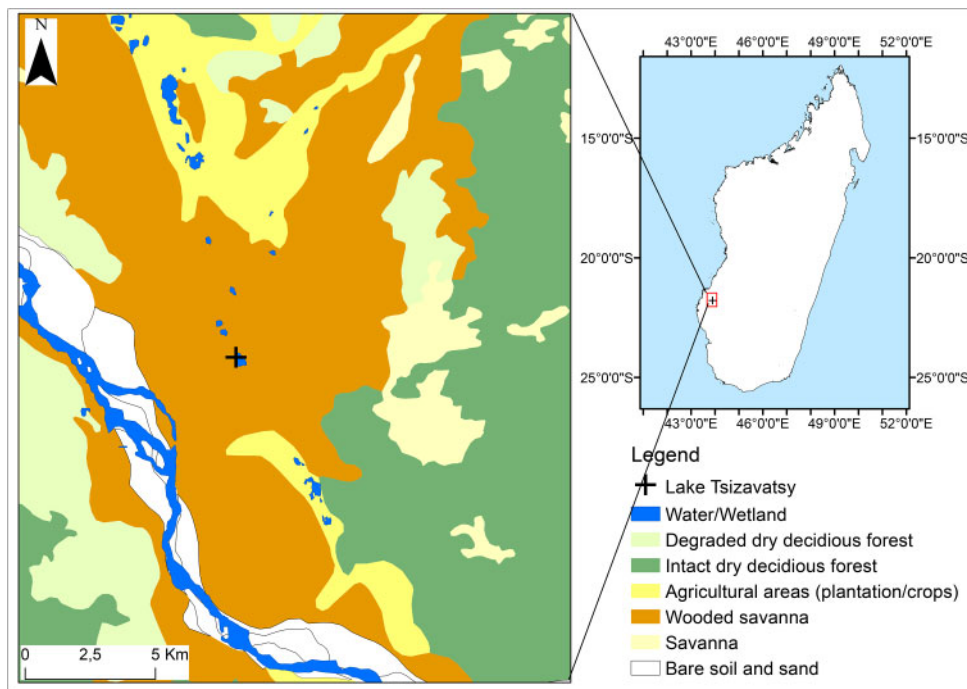 N
0 2,5 5 Km
43°0'0"E 46°0'0"E 49°0'0"E 52°0'0"E
15°0'0"S 15°0'0"S
20°0'0"S 20°0'0"S
25°0'0"S 25°0'0"S
43°0'0"E 46°0'0"E 49°0'0"E 52°0'0"E
Legend
Lake Tsizavatsy
Water/Wetland
Degraded dry decidious forest
Intact dry decidious forest
Agricultural areas (plantation/crops)
Wooded savanna
Savanna
Bare soil and sand